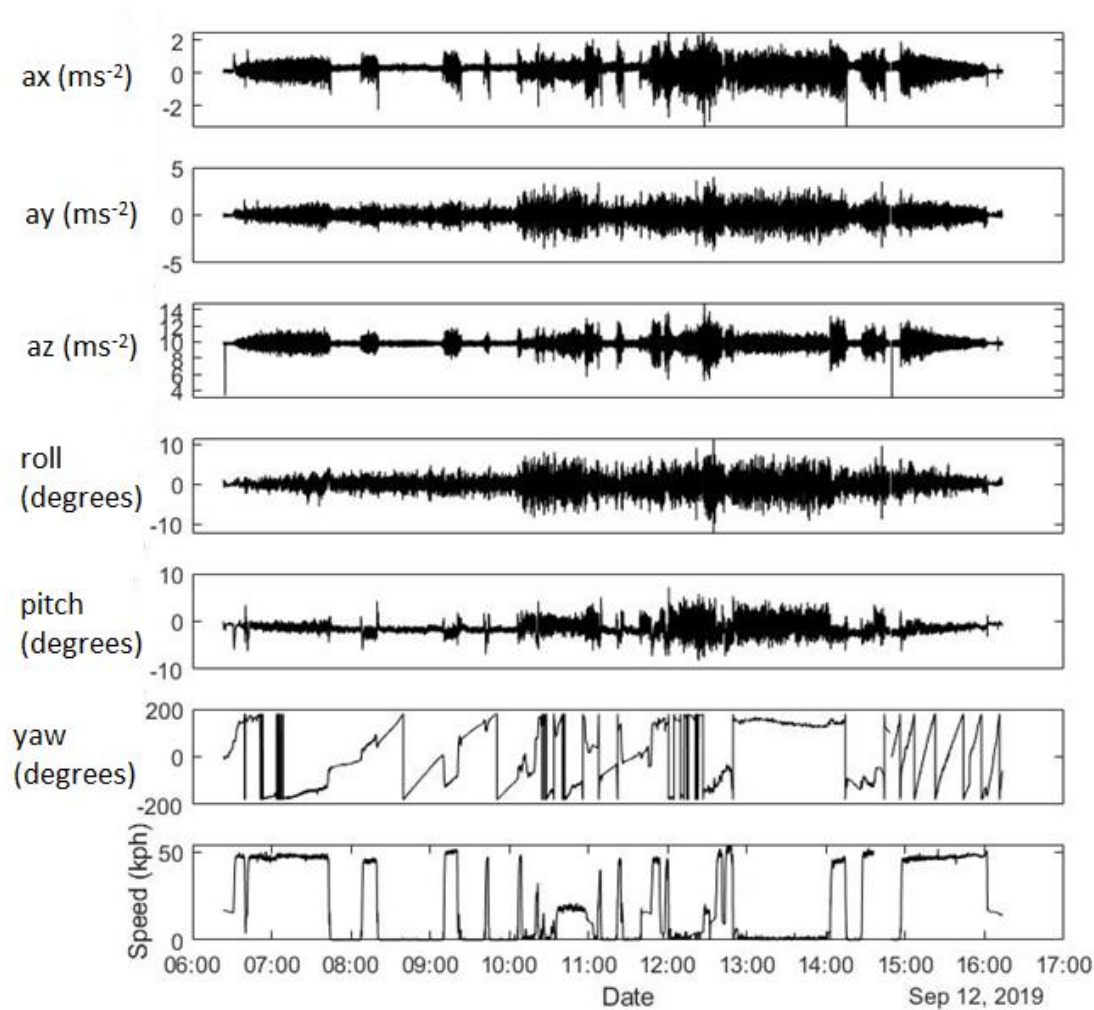 ax (ms-2)
2
0
-2
ay (ms-2)
5
0
-5
az (ms-2)
14
12
10
8
6
4
roll
(degrees)
10
0
-10
pitch
(degrees)
10
0
-10
yaw
(degrees)
200
0
-200
Speed (kph)
50
0
06:00 07:00 08:00 09:00 10:00 11:00 12:00 13:00 14:00 15:00 16:00 17:00
Date
Sep 12, 2019